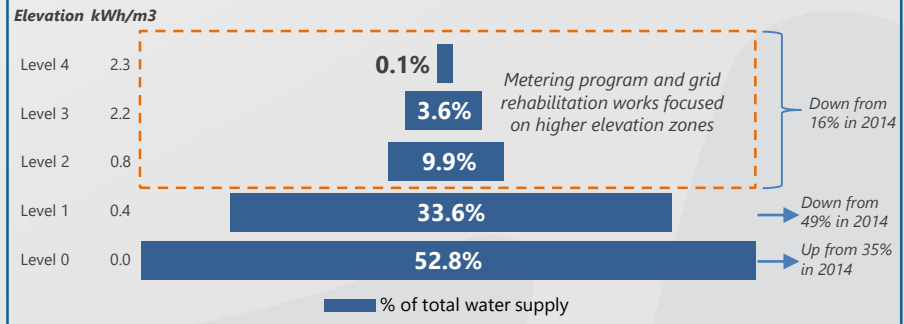 Elevation kWh/m3
Level 4 2.3 0.1%
Metering program and grid
rehabilitation works focused
on higher elevation zones
Level 3 2.2 3.6%
Down from
16% in 2014
Level 2 0.8 9.9%
Level 1 0.4 33.6%
Down from
49% in 2014
Level 0 0.0 52.8%
Up from 35%
in 2014
% of total water supply